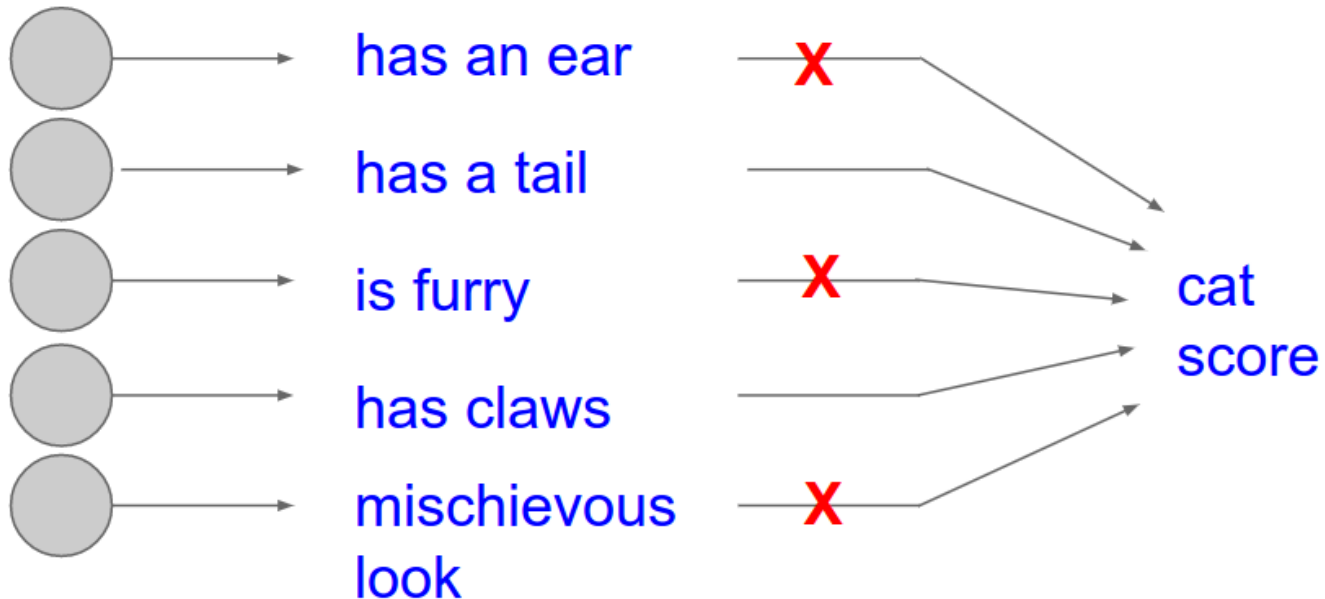 has an ear
X
has a tail
is furry
X
cat
score
has claws
mischievous
look
X